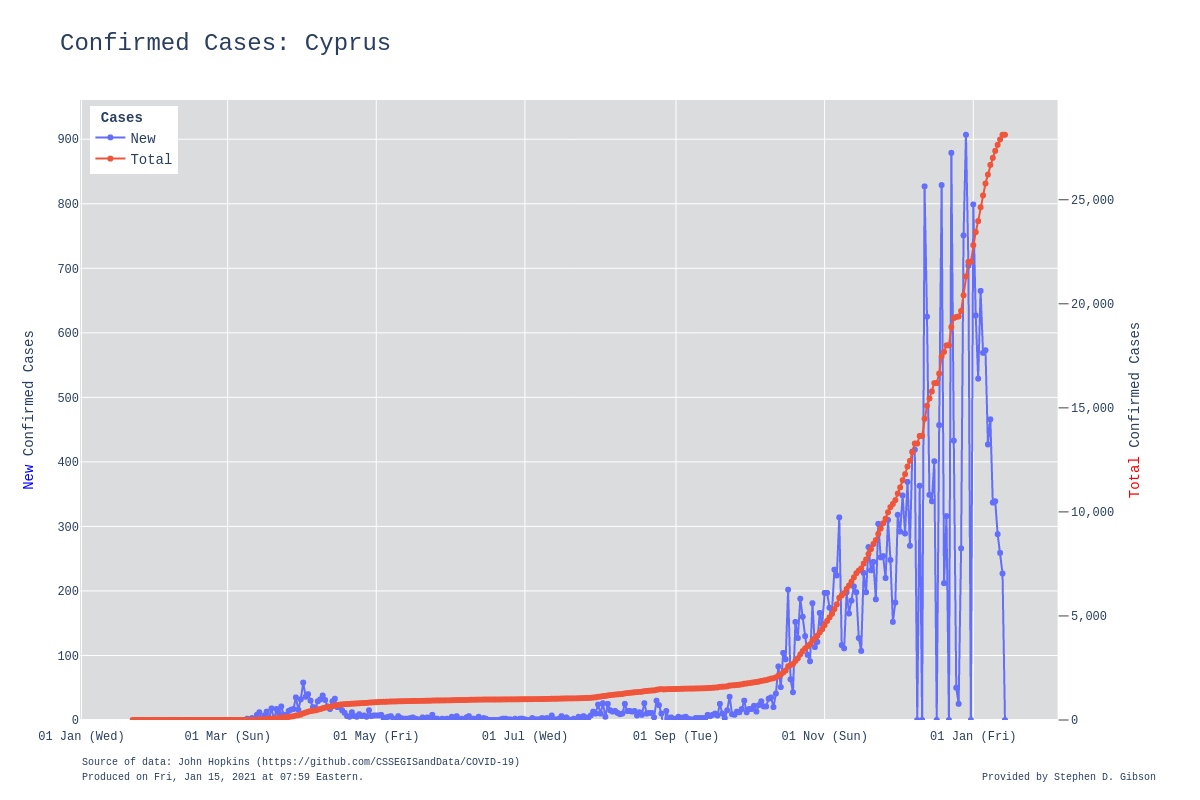 Confirmed Cases: Cyprus
Cases
New
Total
900
800
700
600
500
400
300
200
100
0
25,000
20,000
15,000
10,000
5,000
0
New Confirmed Cases
Total Confirmed Cases
01 Jan (Wed)
01 Mar (Sun)
01 May (Fri)
01 Jul (Wed)
01 Sep (Tue)
01 Nov (Sun)
01 Jan (Fri)
Source of data: John Hopkins (https://github.com/CSSEGISandData/COVID-19)
Produced on Fri, Jan 15, 2021 at 07:59 Eastern.
Provided by Stephen D. Gibson